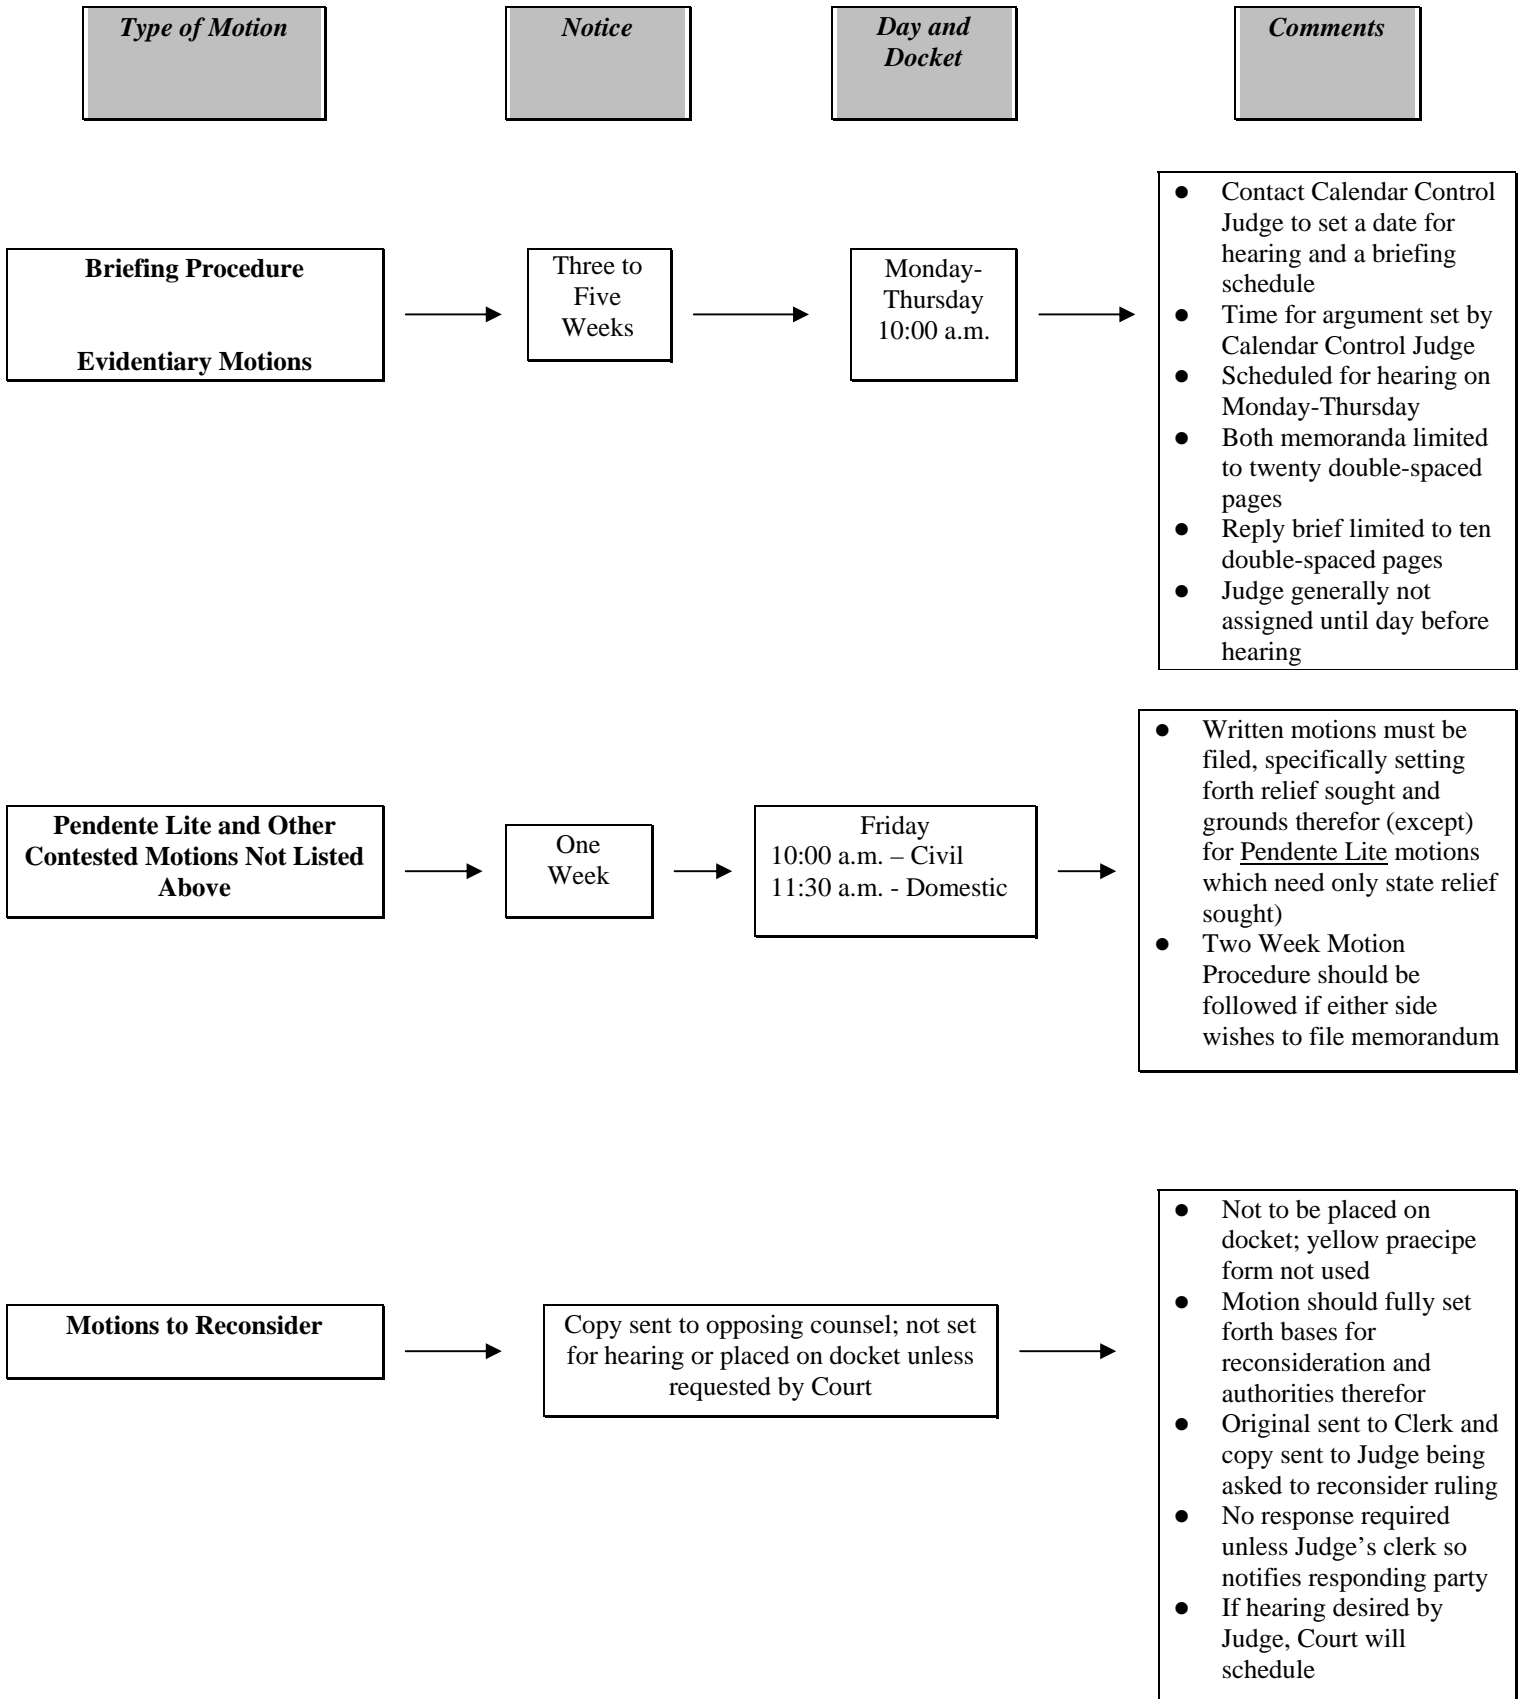 Type of Motion
Notice
Day and
Docket
Comments
Briefing Procedure
Evidentiary Motions
Three to
Five
Weeks
Monday-
Thursday
10:00 a.m.
● Contact Calendar Control
Judge to set a date for
hearing and a briefing
schedule
● Time for argument set by
Calendar Control Judge
● Scheduled for hearing on
Monday-Thursday
● Both memoranda limited
to twenty double-spaced
pages
● Reply brief limited to ten
double-spaced pages
● Judge generally not
assigned until day before
hearing
Pendente Lite and Other
Contested Motions Not Listed
Above
One
Week
Friday
10:00 a.m. – Civil
11:30 a.m. - Domestic
● Written motions must be
filed, specifically setting
forth relief sought and
grounds therefor (except)
for Pendente Lite motions
which need only state relief
sought)
● Two Week Motion
Procedure should be
followed if either side
wishes to file memorandum
Motions to Reconsider
Copy sent to opposing counsel; not set
for hearing or placed on docket unless
requested by Court
● Not to be placed on
docket; yellow praecipe
form not used
● Motion should fully set
forth bases for
reconsideration and
authorities therefor
● Original sent to Clerk and
copy sent to Judge being
asked to reconsider ruling
● No response required
unless Judge’s clerk so
notifies responding party
● If hearing desired by
Judge, Court will
schedule